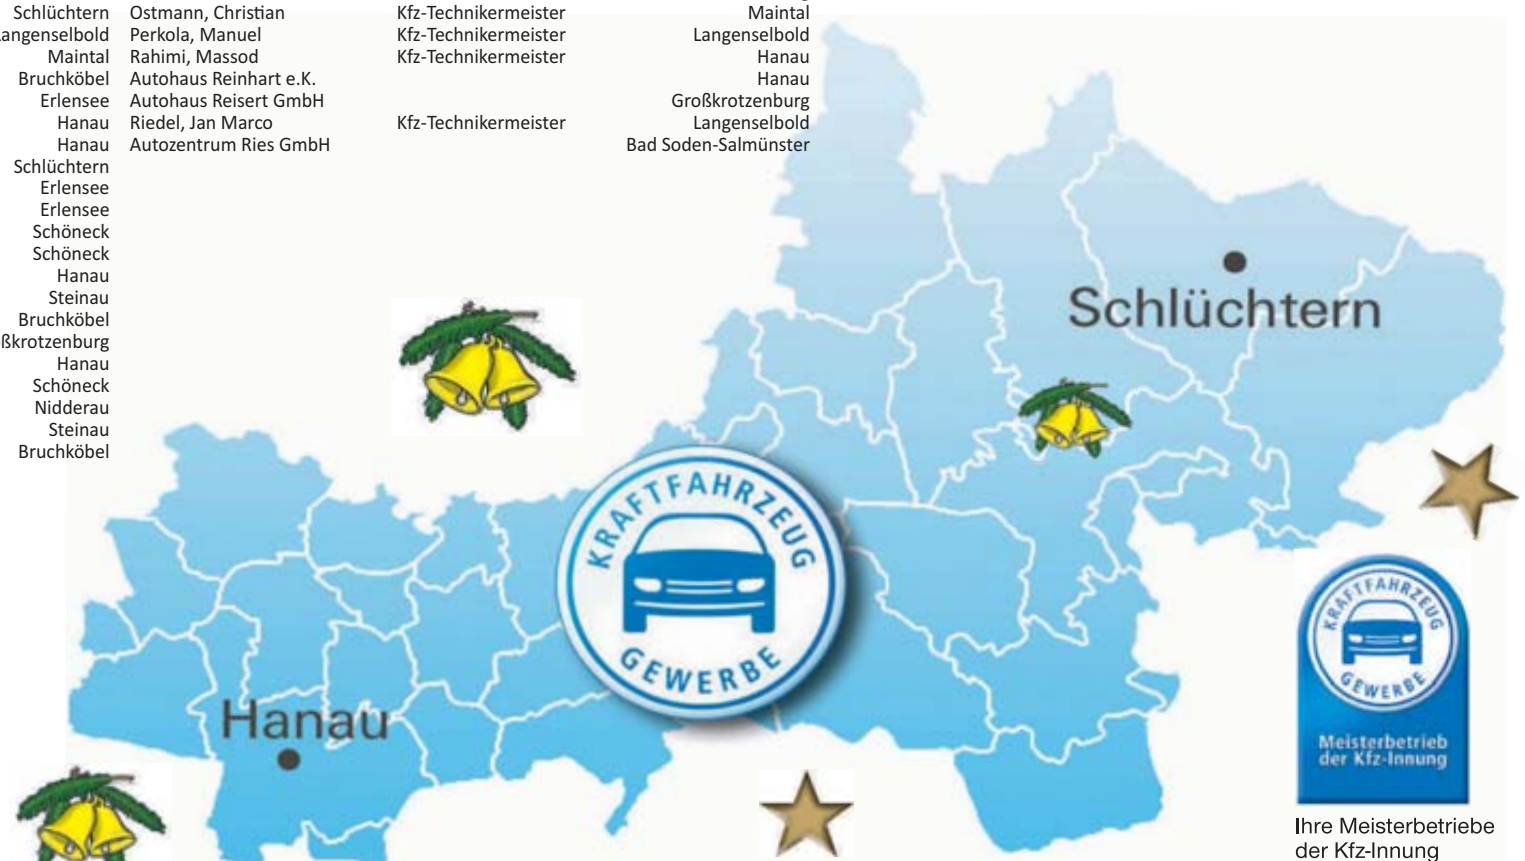 Schlüchtern
angenselbold
Maintal
Bruchköbel
Erlensee
Hanau
Hanau
Schlüchtern
Erlensee
Erlensee
Schöneck
Schöneck
Hanau
Steinau
Bruchköbel
ßkrotzenburg
Hanau
Schöneck
Nidderau
Steinau
Bruchköbel
Ostmann, Christian Kfz-Technikermeister Maintal
Perkola, Manuel Kfz-Technikermeister Langenselbold
Rahimi, Massod Kfz-Technikermeister Hanau
Autohaus Reinhart e.K. Hanau
Autohaus Reisert GmbH Großkrotzenburg
Riedel, Jan Marco Kfz-Technikermeister Langenselbold
Autozentrum Ries GmbH Bad Soden-Salmünster
Schlüchtern
KRAFTFAHRZEUG
GEWERBE
Hanau
KRAFTFAHRZEUG
GEWERBE
Meisterbetrieb
der Kfz-Innung
Ihre Meisterbetriebe
der Kfz-Innung